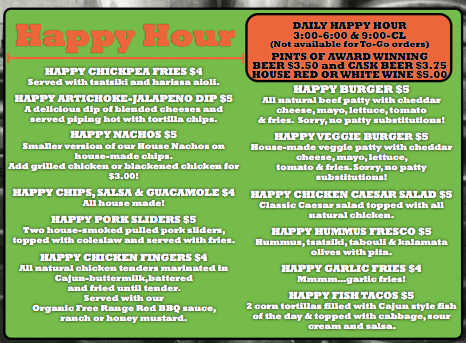 Happy Hour
HAPPY CHICKPEA FRIES $4
Served with tsatsiki and harissa aioli.
HAPPY ARTICHOKE-JALAPENO DIP $5
A delicious dip of blended cheeses and
served piping hot with tortilla chips.
HAPPY NACHOS $5
Smaller version of our House Nachos on
house-made chips.
Add grilled chicken or blackened chicken for
$3.00!
HAPPY CHIPS, SALSA & GUACAMOLE $4
All house made!
HAPPY PORK SLIDERS $5
Two house-smoked pulled pork sliders,
topped with coleslaw and served with fries.
HAPPY CHICKEN FINGERS $4
All natural chicken tenders marinated in
Cajun-buttermilk,battered
and fried until tender.
Served with our
Organic Free Range Red BBQ sauce,
ranch or honey mustard.
DAILY HAPPY HOUR
3:00-6:00 & 9:00-CL
(Not available for To-Go orders)
PINTS OF AWARD WINNING
BEER $3.50 and CASK BEER $3.75
HOUSE RED OR WHITE WINE $5.00
HAPPY BURGER $5
All natural beef patty with cheddar
cheese, mayo, lettuce, tomato
& fries. Sorry, no patty substitutions!
HAPPY VEGGIE BURGER $5
House-made veggie patty with cheddar
cheese, mayo, lettuce,
tomato & fries. Sorry, no patty
substitutions!
HAPPY CHICKEN CAESAR SALAD $5
Classic Caesar salad topped with all
natural chicken.
HAPPY HUMMUS FRESCO $5
Hummus, tsatsiki, tabouli & kalamata
olives with pita.
HAPPY GARLIC FRIES $4
Mmmm...garlic fries!
HAPPY FISH TACOS $5
2 corn tortillas filled with Cajun style fish
of the day & topped with cabbage, sour
cream and salsa.